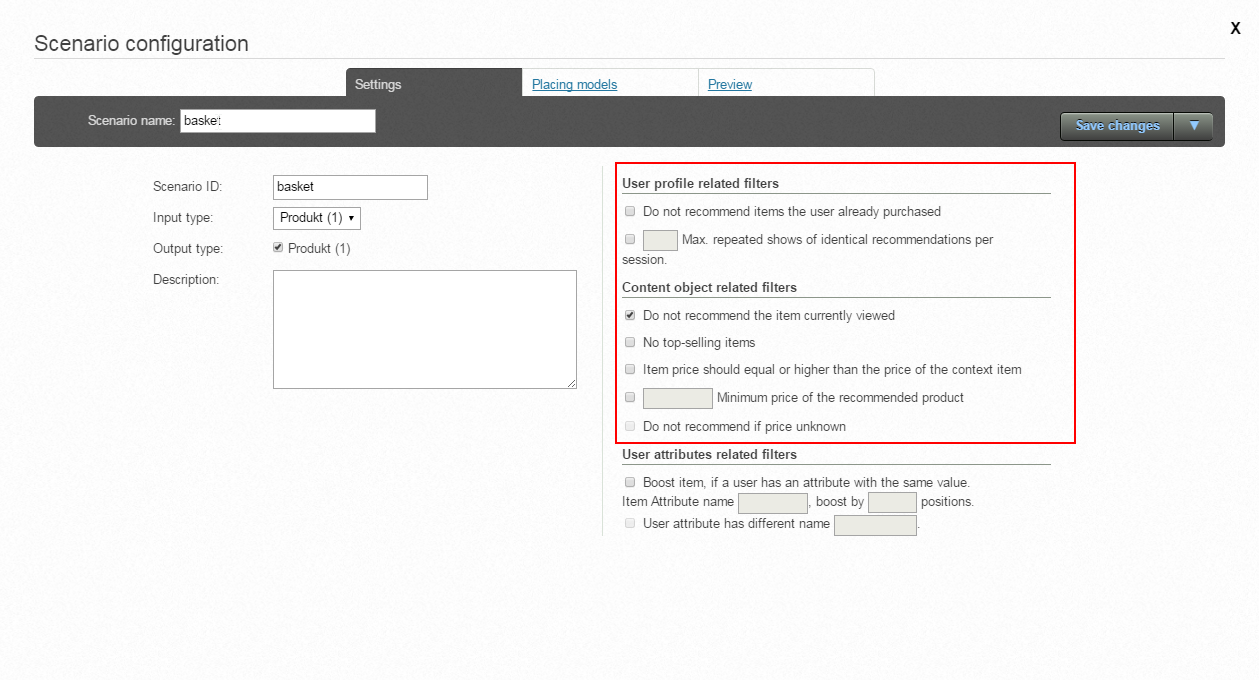 X
Scenario configuration
Settings
Placing models
Preview
Scenario name: basket
Save changes ▼
Scenario ID: basket
Input type: Produkt (1) ▾
Output type: Produkt (1)
Description:
User profile related filters
Do not recommend items the user already purchased
Max. repeated shows of identical recommendations per
session.
Content object related filters
Do not recommend the item currently viewed
No top-selling items
Item price should equal or higher than the price of the context item
Minimum price of the recommended product
Do not recommend if price unknown
User attributes related filters
Boost item, if a user has an attribute with the same value.
Item Attribute name , boost by positions.
User attribute has different name .